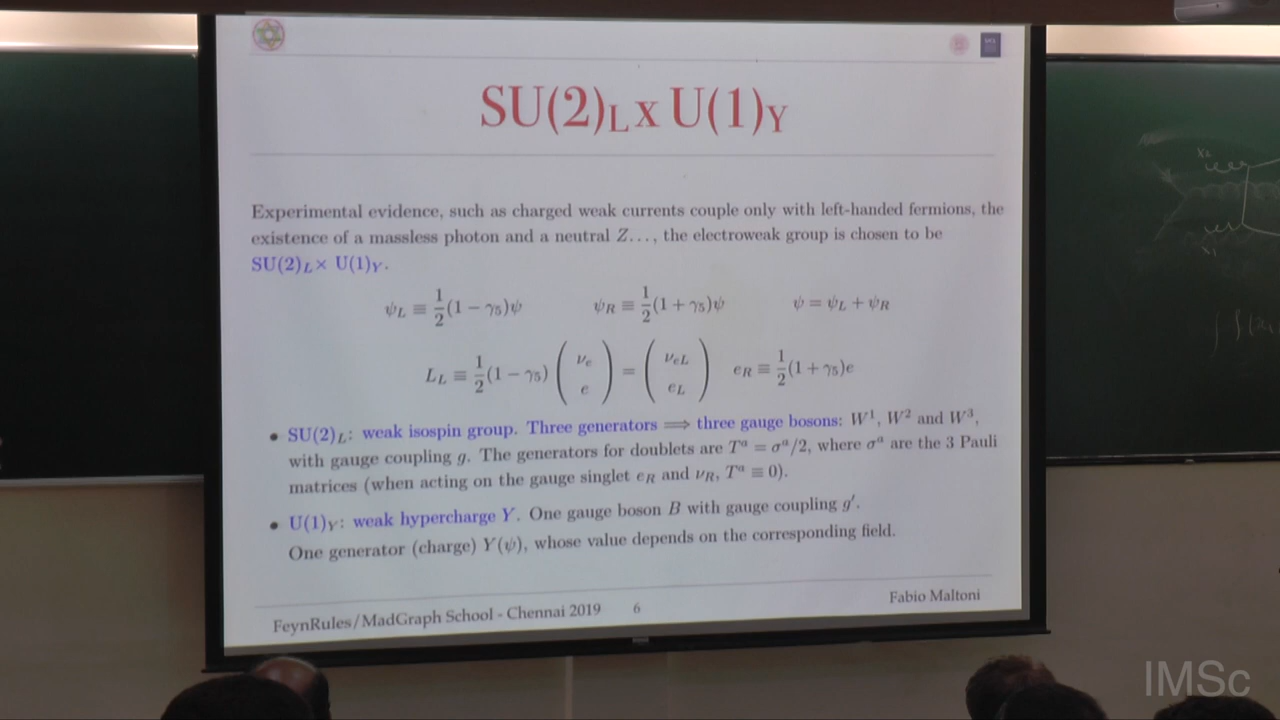 SU(2)L x U(1)Y
Experimental evidence, such as charged weak currents couple only with left-handed fermions, the
existence of a massless photon and a neutral Z..., the electroweak group is chosen to be
SU(2)L × U(1)Y.
ψL ≡ 1/2(1 − γ5)ψ ψR ≡ 1/2(1 + γ5)ψ ψ = ψL + ψR
LL ≡ 1/2(1 − γ5) ( νe e ) = ( νeL eL ) eR ≡ 1/2(1 + γ5)e
• SU(2)L: weak isospin group. Three generators ⟹ three gauge bosons: W¹, W² and W³,
with gauge coupling g. The generators for doublets are Tᵃ = σᵃ/2, where σᵃ are the 3 Pauli
matrices (when acting on the gauge singlet eR and νR, Tᵃ ≡ 0).
• U(1)Y: weak hypercharge Y. One gauge boson B with gauge coupling g′.
One generator (charge) Y(ψ), whose value depends on the corresponding field.
FeynRules/MadGraph School - Chennai 2019 6 Fabio Maltoni
IMSc